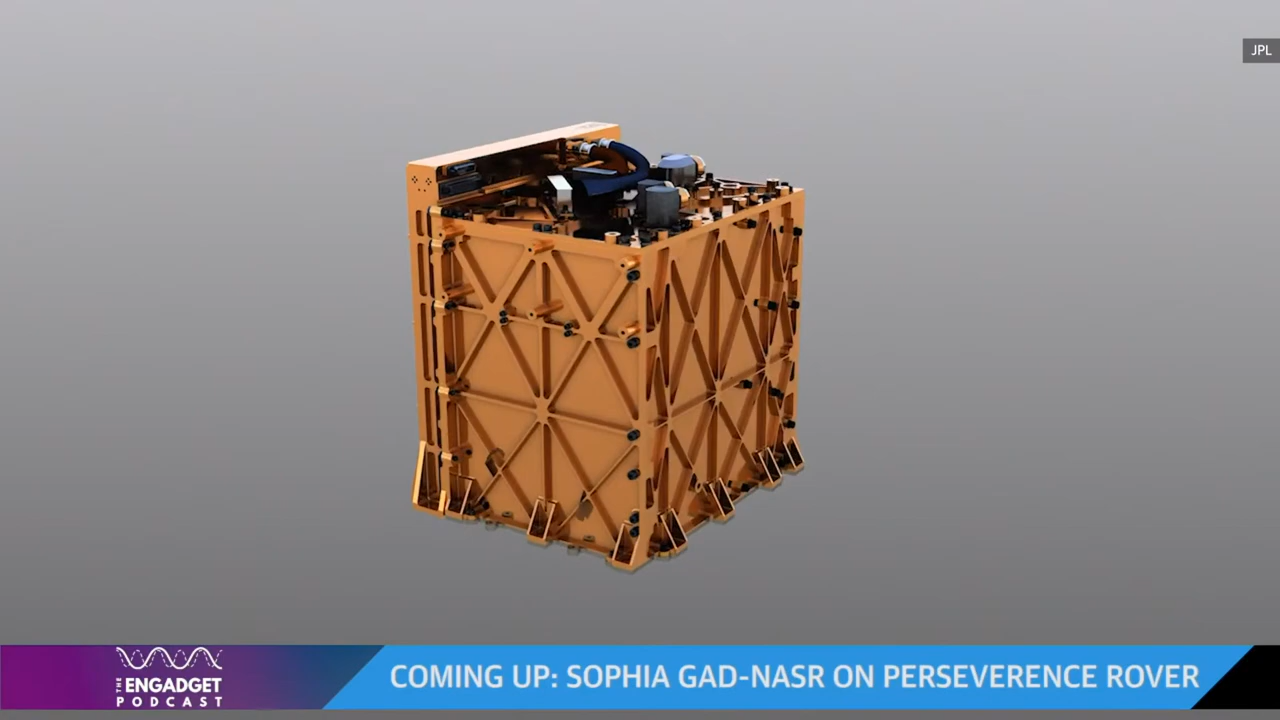 JPL
THE
ENGADGET
PODCAST
COMING UP: SOPHIA GAD-NASR ON PERSEVERENCE ROVER